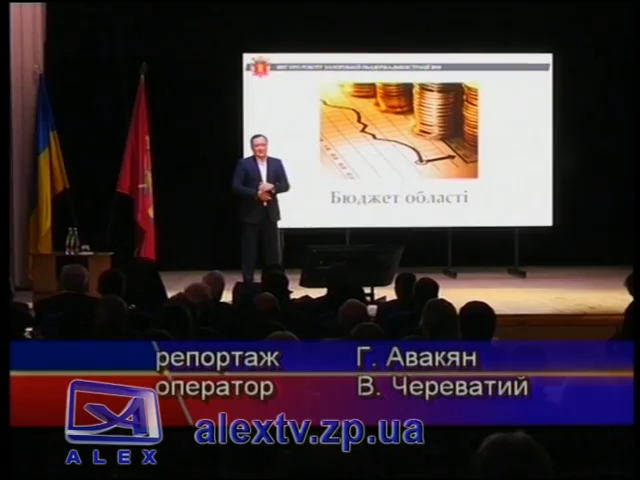 Бюджет області
репортаж Г. Авакян
оператор В. Череватий
alextv.zp.ua
ALEX